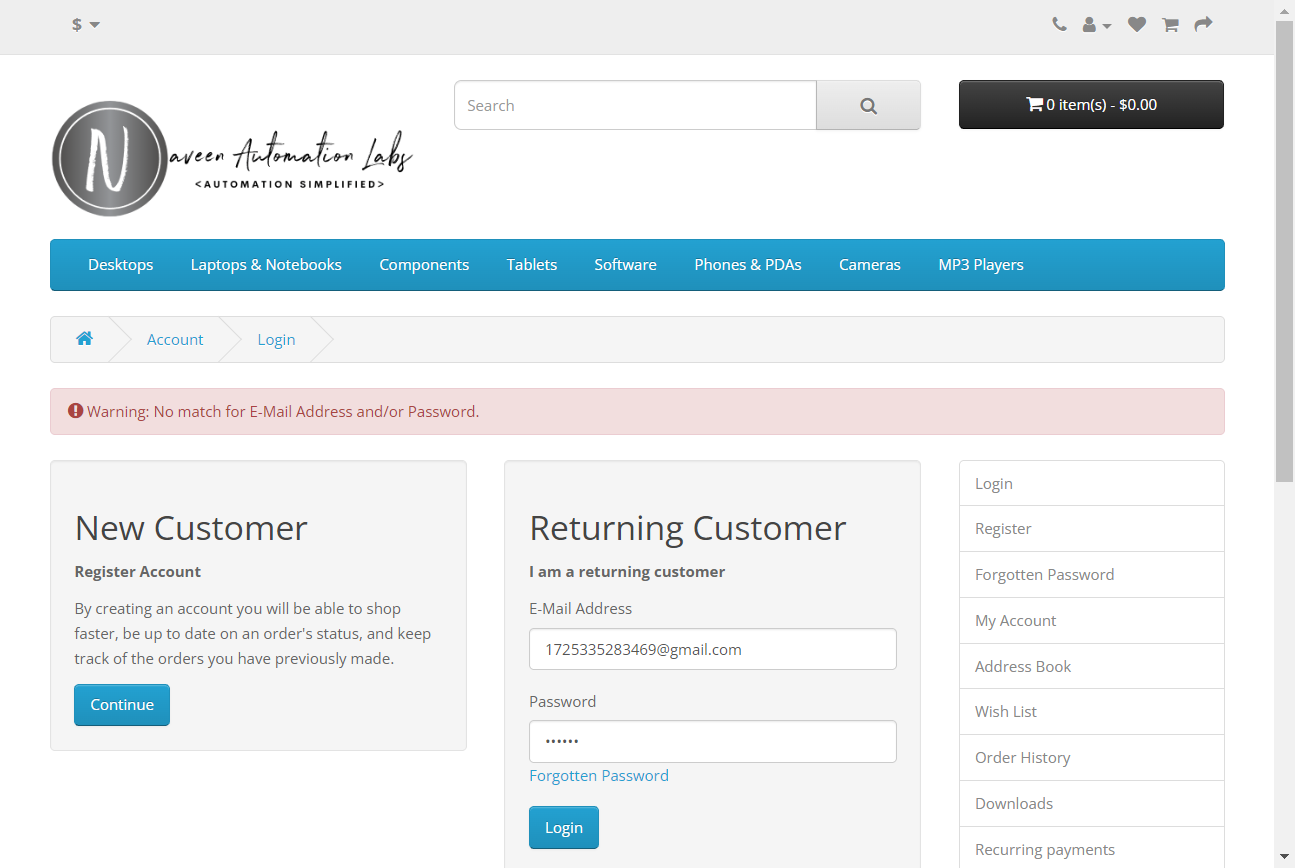 $
Search
0 item(s) - $0.00
N
aveen Automation Labs
<AUTOMATION SIMPLIFIED>
Desktops Laptops & Notebooks Components Tablets Software Phones & PDAs Cameras MP3 Players
Account Login
Warning: No match for E-Mail Address and/or Password.
New Customer
Register Account
By creating an account you will be able to shop
faster, be up to date on an order's status, and keep
track of the orders you have previously made.
Continue
Returning Customer
I am a returning customer
E-Mail Address
1725335283469@gmail.com
Password
••••••
Forgotten Password
Login
Login
Register
Forgotten Password
My Account
Address Book
Wish List
Order History
Downloads
Recurring payments